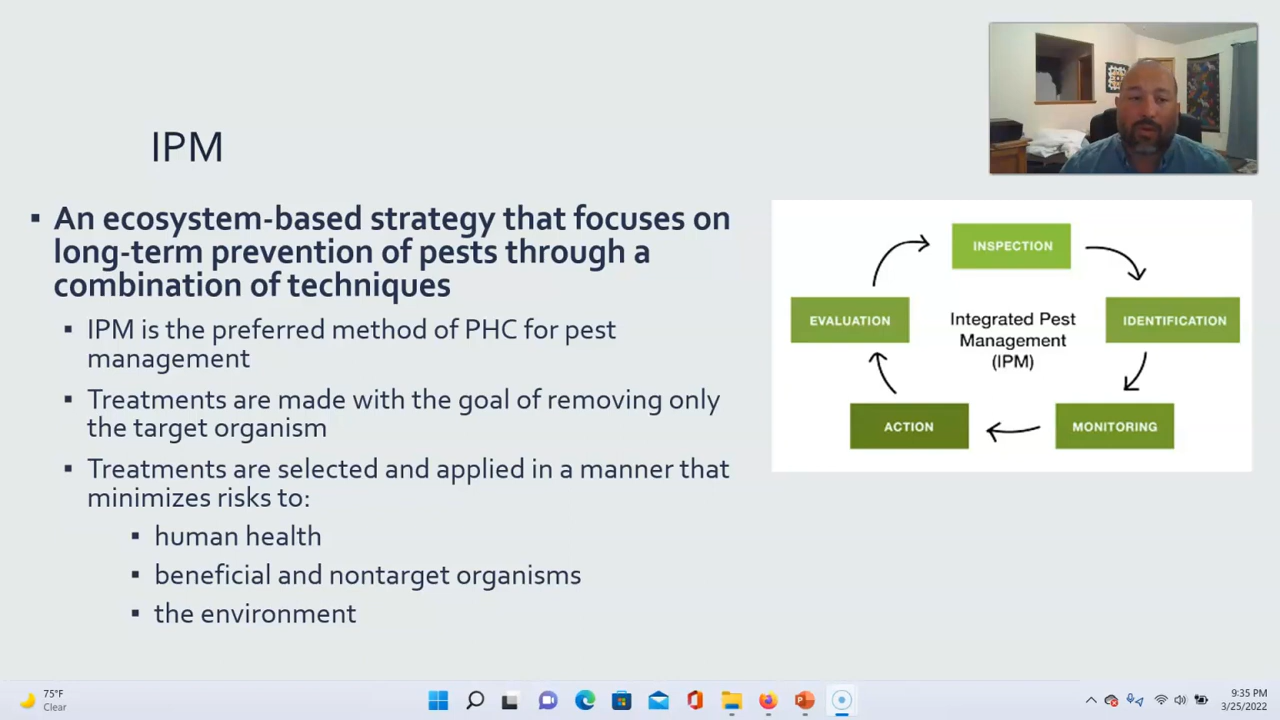 IPM
▪ An ecosystem-based strategy that focuses on
long-term prevention of pests through a
combination of techniques
▪ IPM is the preferred method of PHC for pest
management
▪ Treatments are made with the goal of removing only
the target organism
▪ Treatments are selected and applied in a manner that
minimizes risks to:
▪ human health
▪ beneficial and nontarget organisms
▪ the environment
INSPECTION
EVALUATION
Integrated Pest
Management
(IPM)
IDENTIFICATION
ACTION
MONITORING
75°F
Clear
9:35 PM
3/25/2022